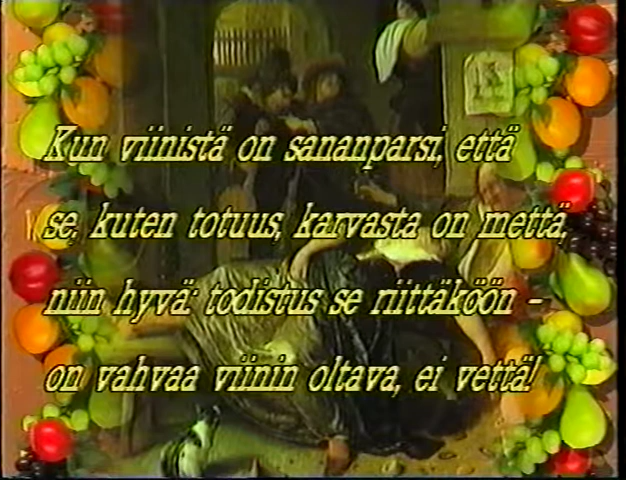 Kun viinistä on sananparsi, että
se, kuten totuus, karvasta on mettä,
niin hyvä: todistus se riittäköön -
on vahvaa viinin oltava, ei vettä!